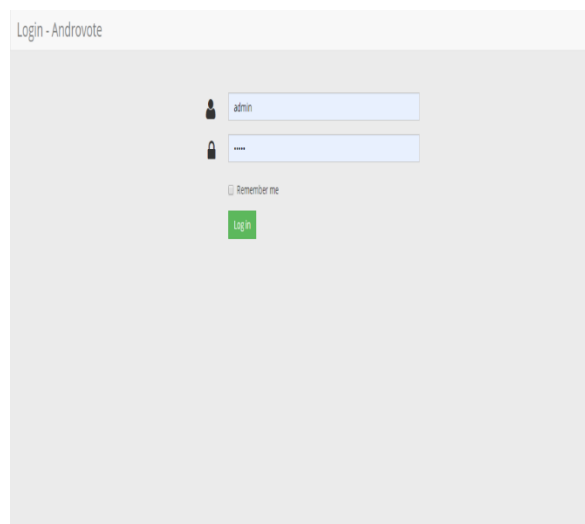 Login - Androvote
admin
•••••
Remember me
Log in